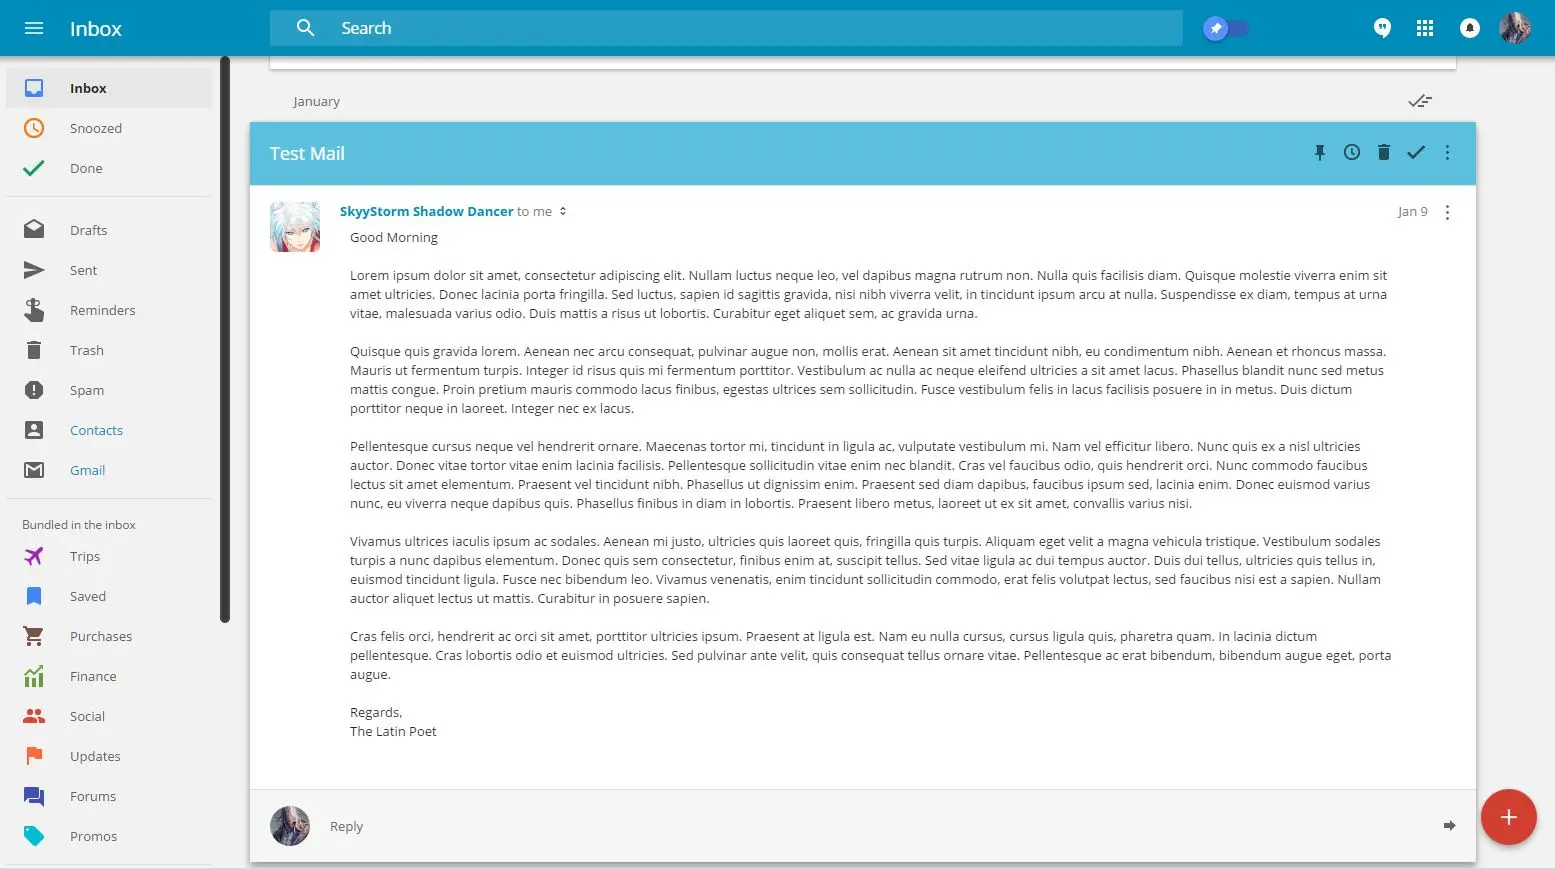 Inbox
Search
Inbox
Snoozed
Done
Drafts
Sent
Reminders
Trash
Spam
Contacts
Gmail
Bundled in the inbox
Trips
Saved
Purchases
Finance
Social
Updates
Forums
Promos
January
Test Mail
SkyyStorm Shadow Dancer to me
Jan 9
Good Morning
Lorem ipsum dolor sit amet, consectetur adipiscing elit. Nullam luctus neque leo, vel dapibus magna rutrum non. Nulla quis facilisis diam. Quisque molestie viverra enim sit
amet ultricies. Donec lacinia porta fringilla. Sed luctus, sapien id sagittis gravida, nisi nibh viverra velit, in tincidunt ipsum arcu at nulla. Suspendisse ex diam, tempus at urna
vitae, malesuada varius odio. Duis mattis a risus ut lobortis. Curabitur eget aliquet sem, ac gravida urna.
Quisque quis gravida lorem. Aenean nec arcu consequat, pulvinar augue non, mollis erat. Aenean sit amet tincidunt nibh, eu condimentum nibh. Aenean et rhoncus massa.
Mauris ut fermentum turpis. Integer id risus quis mi fermentum porttitor. Vestibulum ac nulla ac neque eleifend ultricies a sit amet lacus. Phasellus blandit nunc sed metus
mattis congue. Proin pretium mauris commodo lacus finibus, egestas ultrices sem sollicitudin. Fusce vestibulum felis in lacus facilisis posuere in in metus. Duis dictum
porttitor neque in laoreet. Integer nec ex lacus.
Pellentesque cursus neque vel hendrerit ornare. Maecenas tortor mi, tincidunt in ligula ac, vulputate vestibulum mi. Nam vel efficitur libero. Nunc quis ex a nisl ultricies
auctor. Donec vitae tortor vitae enim lacinia facilisis. Pellentesque sollicitudin vitae enim nec blandit. Cras vel faucibus odio, quis hendrerit orci. Nunc commodo faucibus
lectus sit amet elementum. Praesent vel tincidunt nibh. Phasellus ut dignissim enim. Praesent sed diam dapibus, faucibus ipsum sed, lacinia enim. Donec euismod varius
nunc, eu viverra neque dapibus quis. Phasellus finibus in diam in lobortis. Praesent libero metus, laoreet ut ex sit amet, convallis varius nisi.
Vivamus ultrices iaculis ipsum ac sodales. Aenean mi justo, ultricies quis laoreet quis, fringilla quis turpis. Aliquam eget velit a magna vehicula tristique. Vestibulum sodales
turpis a nunc dapibus elementum. Donec quis sem consectetur, finibus enim at, suscipit tellus. Sed vitae ligula ac dui tempus auctor. Duis dui tellus, ultricies quis tellus in,
euismod tincidunt ligula. Fusce nec bibendum leo. Vivamus venenatis, enim tincidunt sollicitudin commodo, erat felis volutpat lectus, sed faucibus nisi est a sapien. Nullam
auctor aliquet lectus ut mattis. Curabitur in posuere sapien.
Cras felis orci, hendrerit ac orci sit amet, porttitor ultricies ipsum. Praesent at ligula est. Nam eu nulla cursus, cursus ligula quis, pharetra quam. In lacinia dictum
pellentesque. Cras lobortis odio et euismod ultricies. Sed pulvinar ante velit, quis consequat tellus ornare vitae. Pellentesque ac erat bibendum, bibendum augue eget, porta
augue.
Regards,
The Latin Poet
Reply